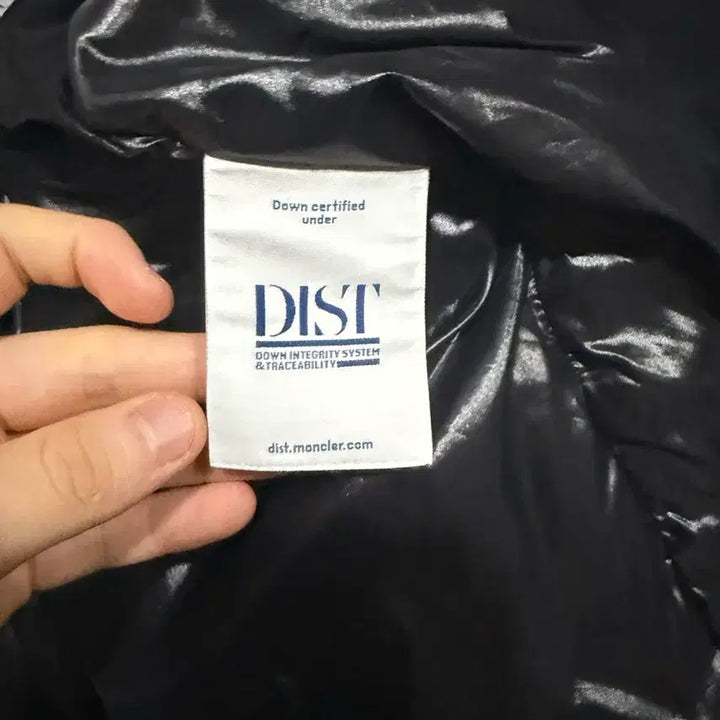 Down certified
under
DIST
DOWN INTEGRITY SYSTEM
&TRACEABILITY
dist.moncler.com